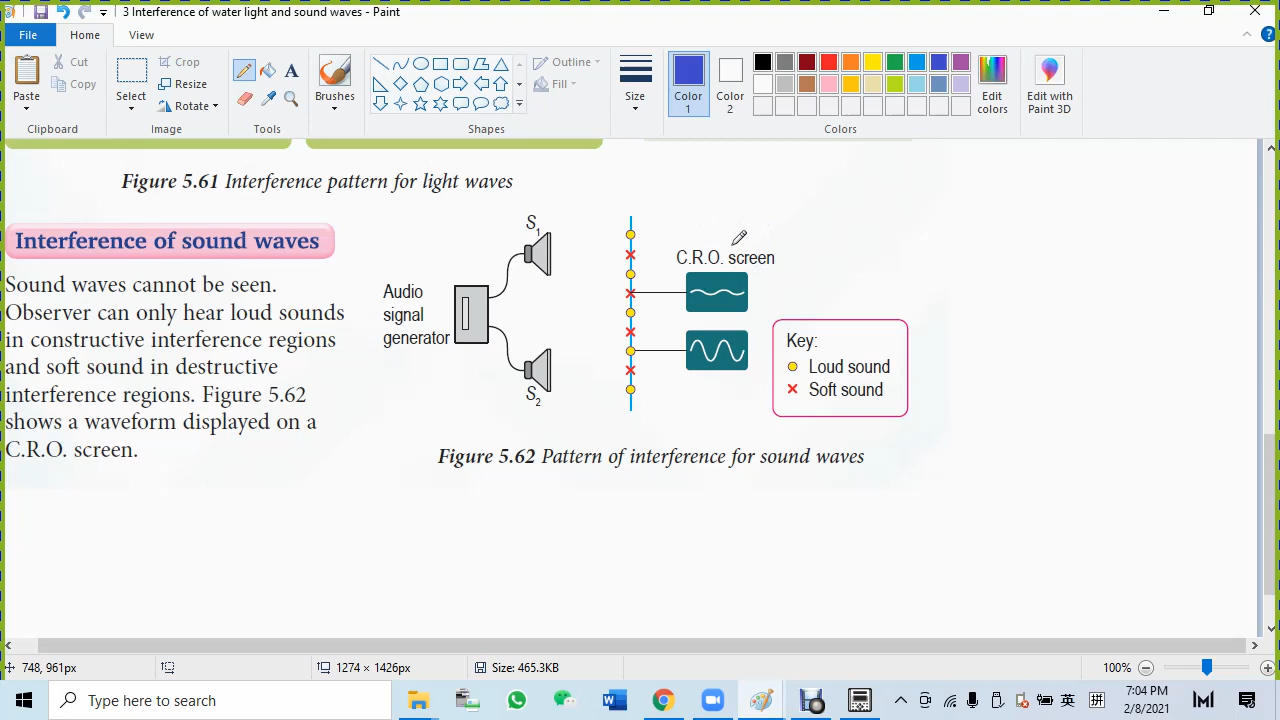 3 Interference of water light and sound waves - Paint
File Home View
Paste
Cut
Copy
Clipboard
Select
Crop
Resize
Rotate
Image
A
Tools
Brushes
Outline
Fill
Shapes
Size
Color
1
Color
2
Colors
Edit
colors
Edit with
Paint 3D
Figure 5.61 Interference pattern for light waves
Interference of sound waves
Sound waves cannot be seen.
Observer can only hear loud sounds
in constructive interference regions
and soft sound in destructive
interference regions. Figure 5.62
shows a waveform displayed on a
C.R.O. screen.
Audio
signal
generator
S1
S2
C.R.O. screen
Key:
Loud sound
Soft sound
Figure 5.62 Pattern of interference for sound waves
748, 961px
1274 × 1426px
Size: 465.3KB
100%
Type here to search
英
拼
7:04 PM
2/8/2021